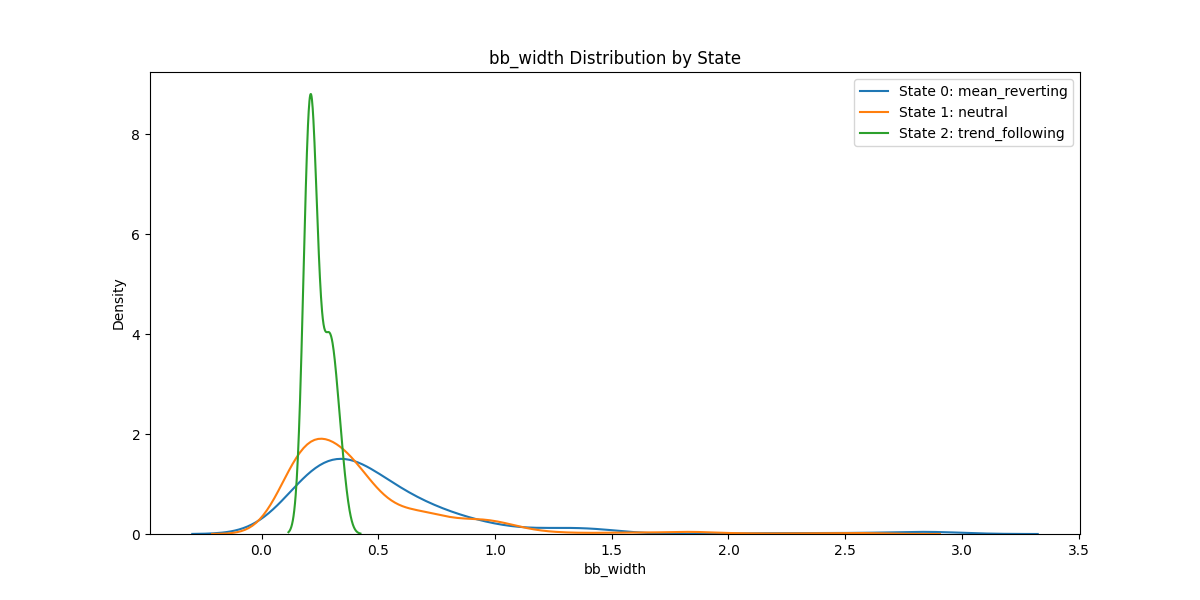 bb_width Distribution by State
State 0: mean_reverting
State 1: neutral
State 2: trend_following
Density
8
6
4
2
0
0.0 0.5 1.0 1.5 2.0 2.5 3.0 3.5
bb_width